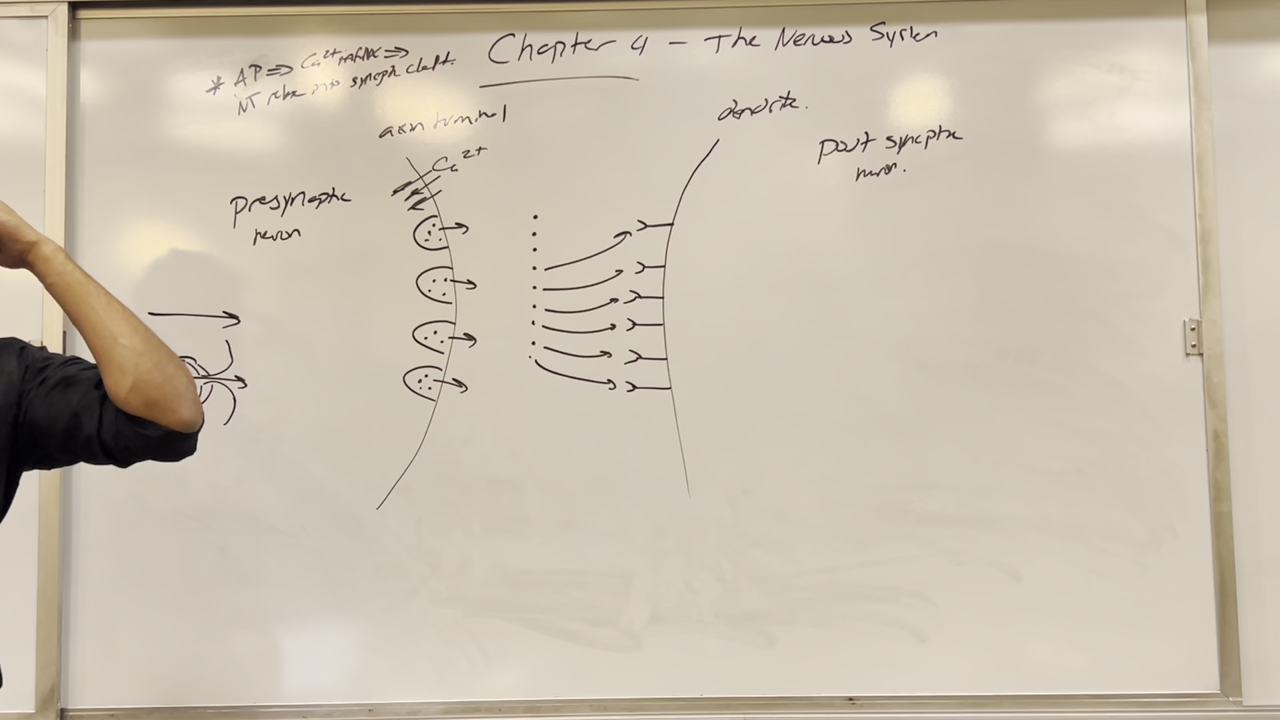 Chapter 4 - The Nervous System
* AP => Ca2+ influx =>
NT release into synaptic cleft.
axon terminal
dendrite.
Ca2+
post synaptic
neuron.
presynaptic
neuron